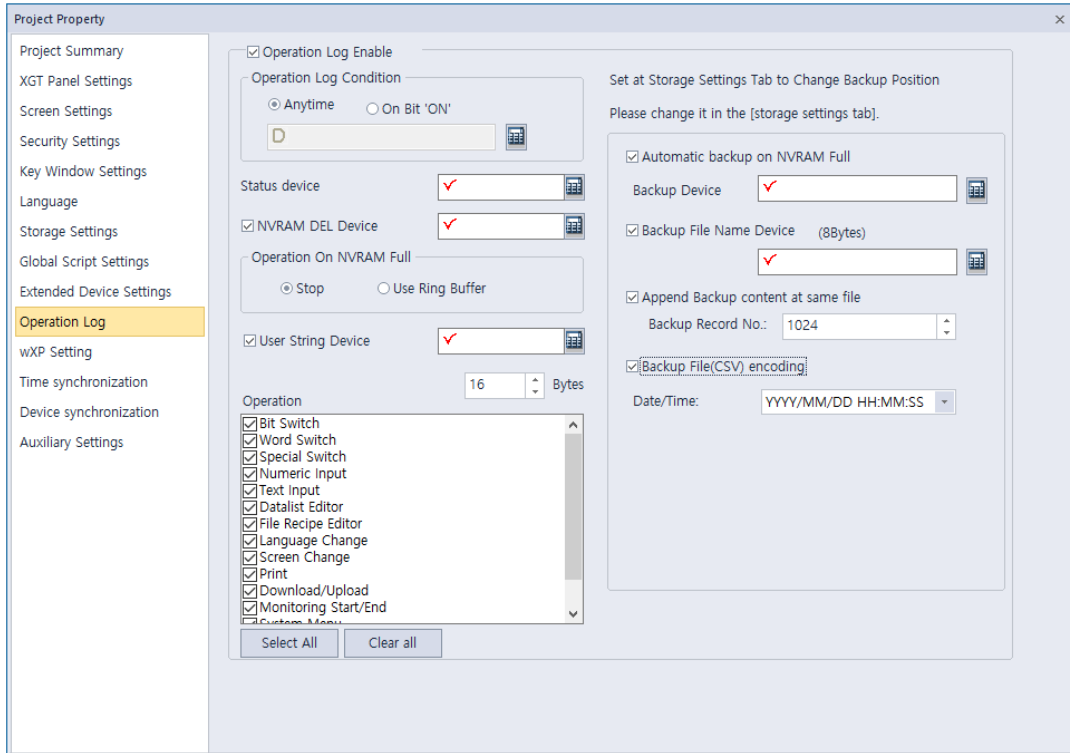 Project Property
Project Summary
XGT Panel Settings
Screen Settings
Security Settings
Key Window Settings
Language
Storage Settings
Global Script Settings
Extended Device Settings
Operation Log
wXP Setting
Time synchronization
Device synchronization
Auxiliary Settings
Operation Log Enable
Operation Log Condition
Anytime
On Bit 'ON'
D
Status device
NVRAM DEL Device
Operation On NVRAM Full
Stop
Use Ring Buffer
User String Device
16 Bytes
Operation
Bit Switch
Word Switch
Special Switch
Numeric Input
Text Input
Datalist Editor
File Recipe Editor
Language Change
Screen Change
Print
Download/Upload
Monitoring Start/End
System Menu
Select All
Clear all
Set at Storage Settings Tab to Change Backup Position
Please change it in the [storage settings tab].
Automatic backup on NVRAM Full
Backup Device
Backup File Name Device (8Bytes)
Append Backup content at same file
Backup Record No.: 1024
Backup File(CSV) encoding
Date/Time: YYYY/MM/DD HH:MM:SS